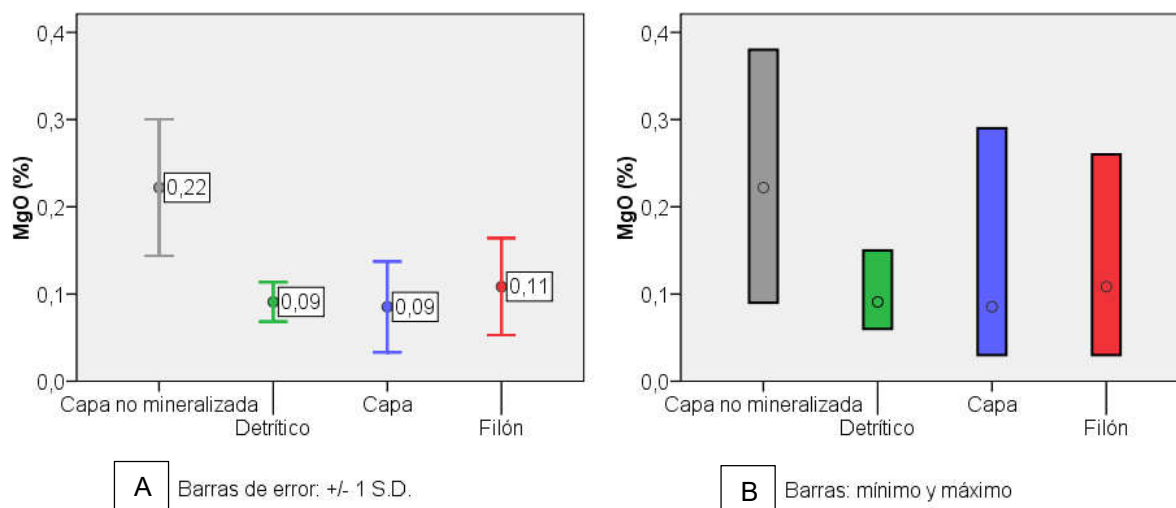 0,4
0,3
0,2
0,1
0,0
MgO (%)
0,22
0,09
0,09
0,11
Capa no mineralizada
Detrítico
Capa
Filón
A Barras de error: +/- 1 S.D.
0,4
0,3
0,2
0,1
0,0
MgO (%)
Capa no mineralizada
Detrítico
Capa
Filón
B Barras: mínimo y máximo